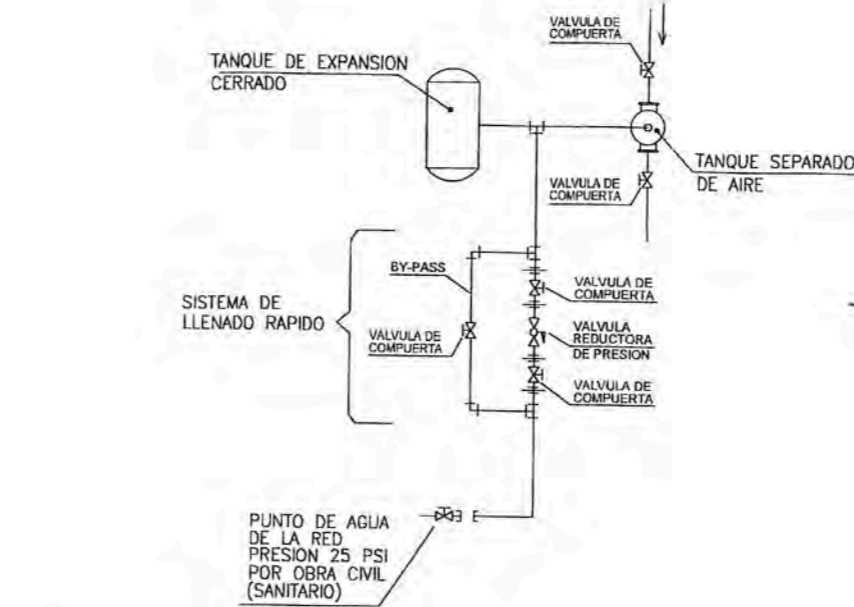 VALVULA DE
COMPUERTA
TANQUE DE EXPANSION
CERRADO
TANQUE SEPARADO
DE AIRE
VALVULA DE
COMPUERTA
BY-PASS
VALVULA DE
COMPUERTA
SISTEMA DE
LLENADO RAPIDO
VALVULA DE
COMPUERTA
VALVULA
REDUCTORA
DE PRESION
VALVULA DE
COMPUERTA
PUNTO DE AGUA
DE LA RED
PRESION 25 PSI
POR OBRA CIVIL
(SANITARIO)